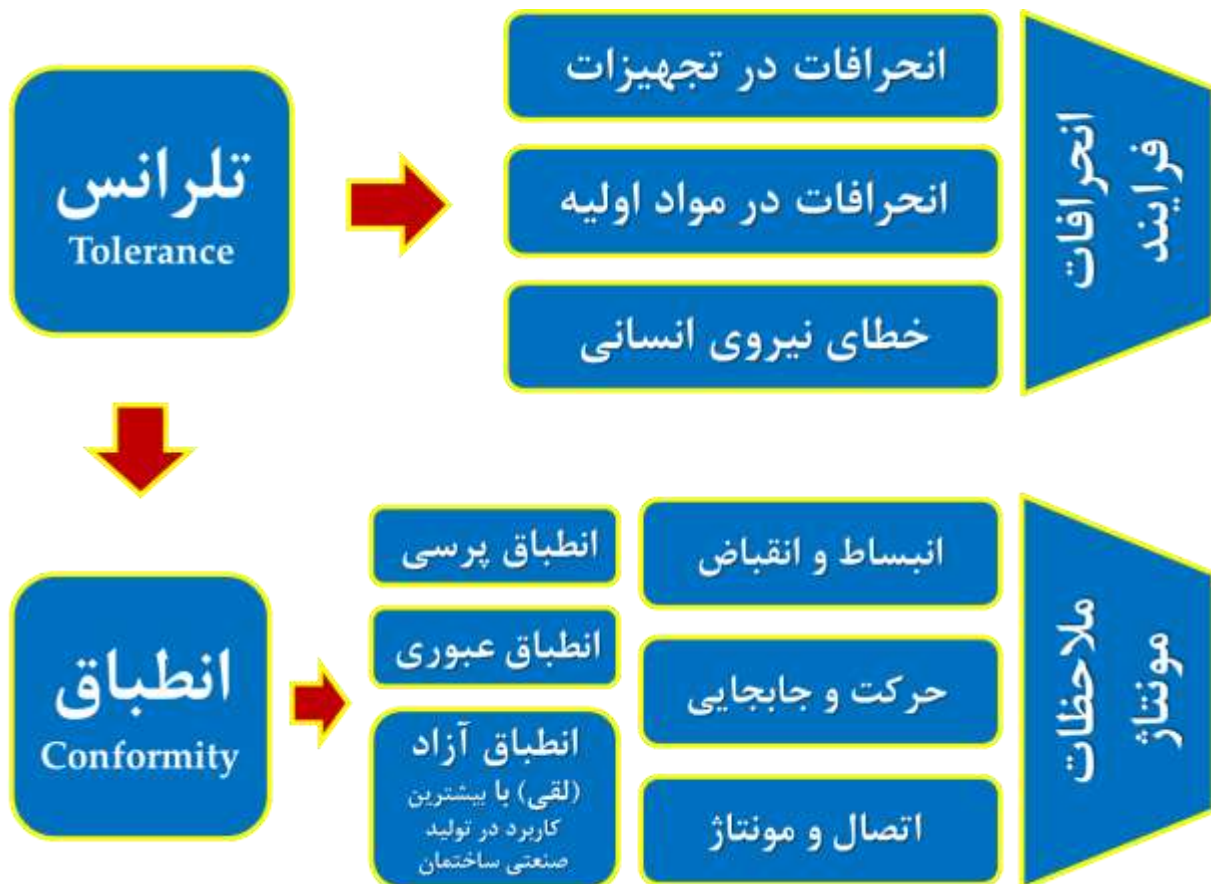 تلرانس
Tolerance
انحرافات در تجهیزات
انحرافات در مواد اولیه
خطای نیروی انسانی
انحرافات
فرایند
انطباق
Conformity
انطباق پرسی
انطباق عبوری
انطباق آزاد
(لقی) با بیشترین
کاربرد در تولید
صنعتی ساختمان
انبساط و انقباض
حرکت و جابجایی
اتصال و مونتاژ
ملاحظات
مونتاژ